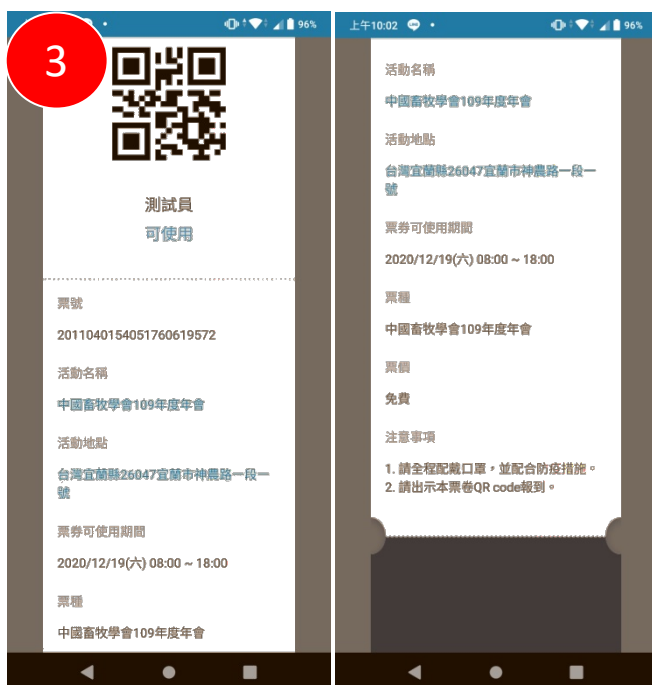 3
96%
測試員
可使用
票號
2011040154051760619572
活動名稱
中國畜牧學會109年度年會
活動地點
台灣宜蘭縣26047宜蘭市神農路一段一
號
票券可使用期間
2020/12/19(六) 08:00 ~ 18:00
票種
中國畜牧學會109年度年會
上午10:02
96%
活動名稱
中國畜牧學會109年度年會
活動地點
台灣宜蘭縣26047宜蘭市神農路一段一
號
票券可使用期間
2020/12/19(六) 08:00 ~ 18:00
票種
中國畜牧學會109年度年會
票價
免費
注意事項
1. 請全程配戴口罩，並配合防疫措施。
2. 請出示本票卷QR code報到。